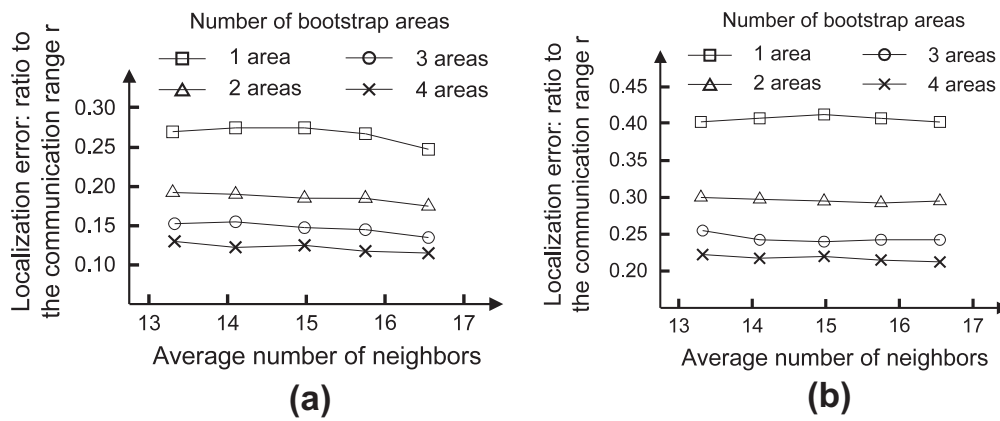 Number of bootstrap areas
1 area
3 areas
2 areas
4 areas
Localization error: ratio to
the communication range r
0.30
0.25
0.20
0.15
0.10
13
14
15
16
17
Average number of neighbors
(a)
Number of bootstrap areas
1 area
3 areas
2 areas
4 areas
Localization error: ratio to
the communication range r
0.45
0.40
0.35
0.30
0.25
0.20
13
14
15
16
17
Average number of neighbors
(b)